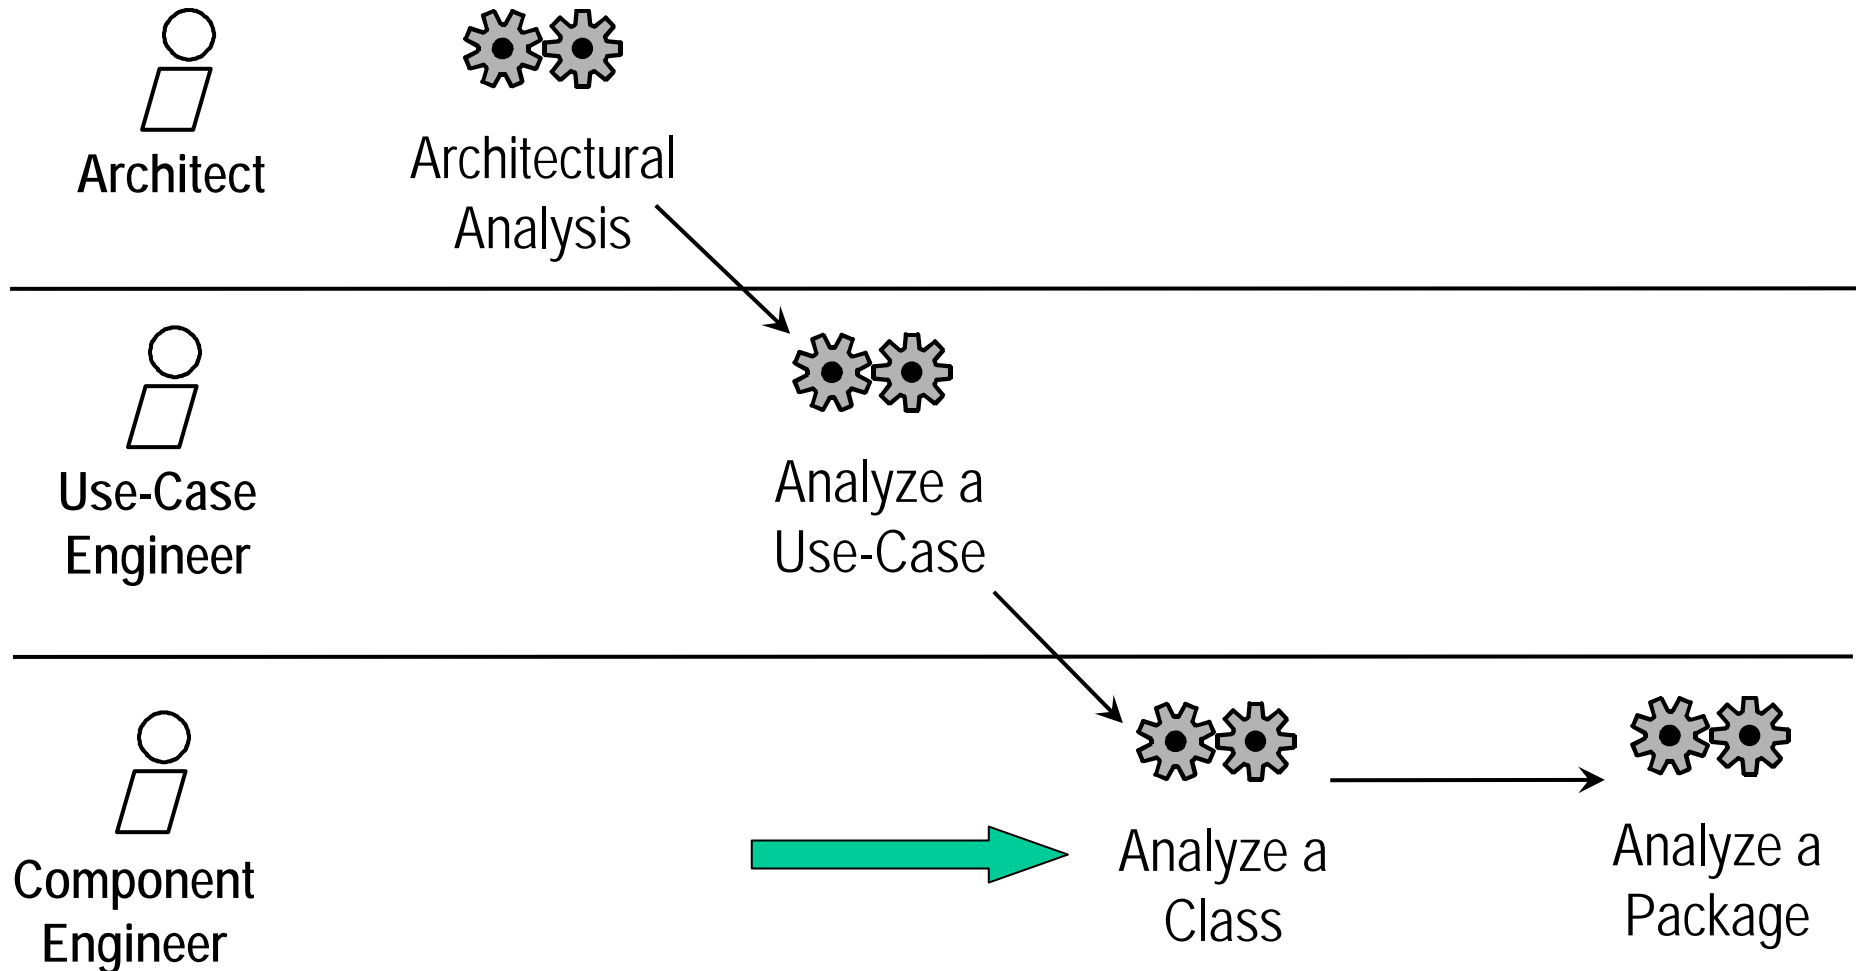 Architect
Architectural
Analysis
Use-Case
Engineer
Analyze a
Use-Case
Component
Engineer
Analyze a
Class
Analyze a
Package